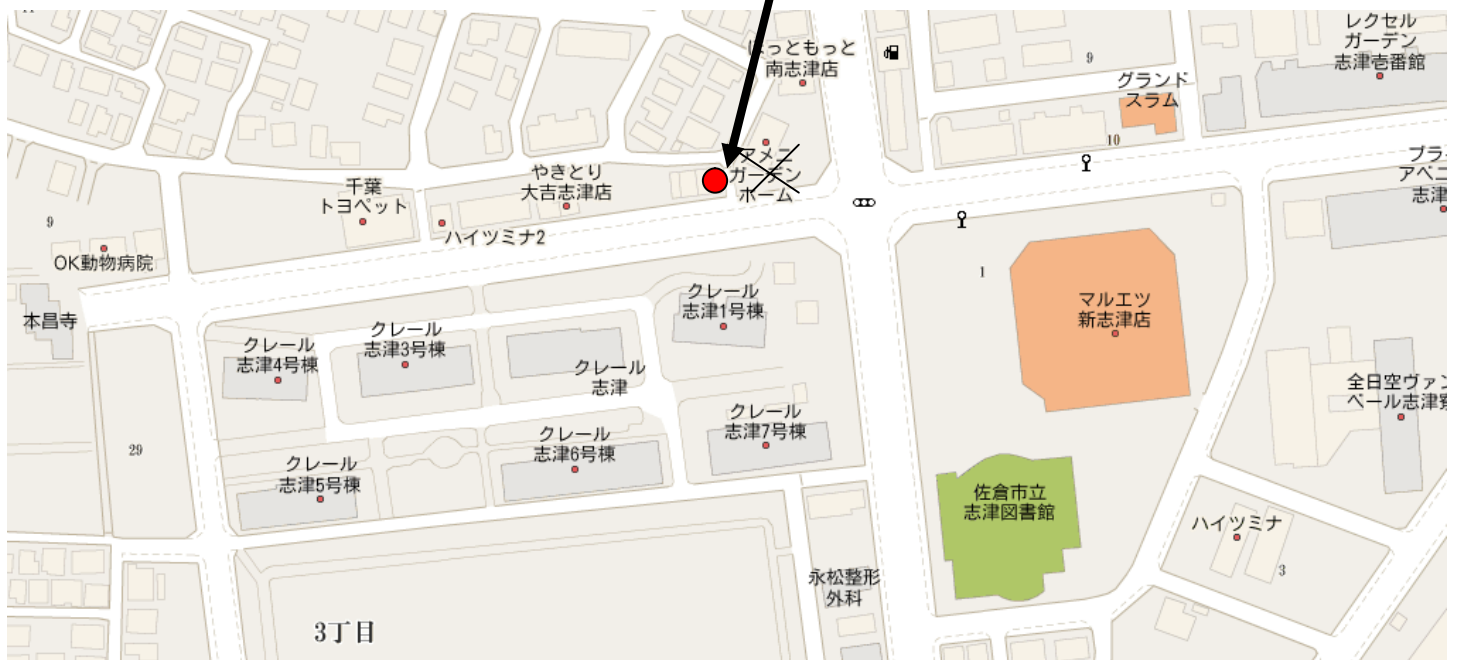 レクセル
ガーデン
志津壱番館
ほっともっと
南志津店
9
グランド
スラム
10
アメニ
ガーデン
ホーム
やきとり
大吉志津店
千葉
トヨペット
ハイツミナ2
9
OK動物病院
本昌寺
プラ
アベニ
志津
1
マルエツ
新志津店
クレール
志津1号棟
クレール
志津3号棟
クレール
志津4号棟
クレール
志津
全日空ヴァン
ベール志津寮
クレール
志津7号棟
クレール
志津6号棟
29
クレール
志津5号棟
佐倉市立
志津図書館
ハイツミナ
3
永松整形
外科
3丁目